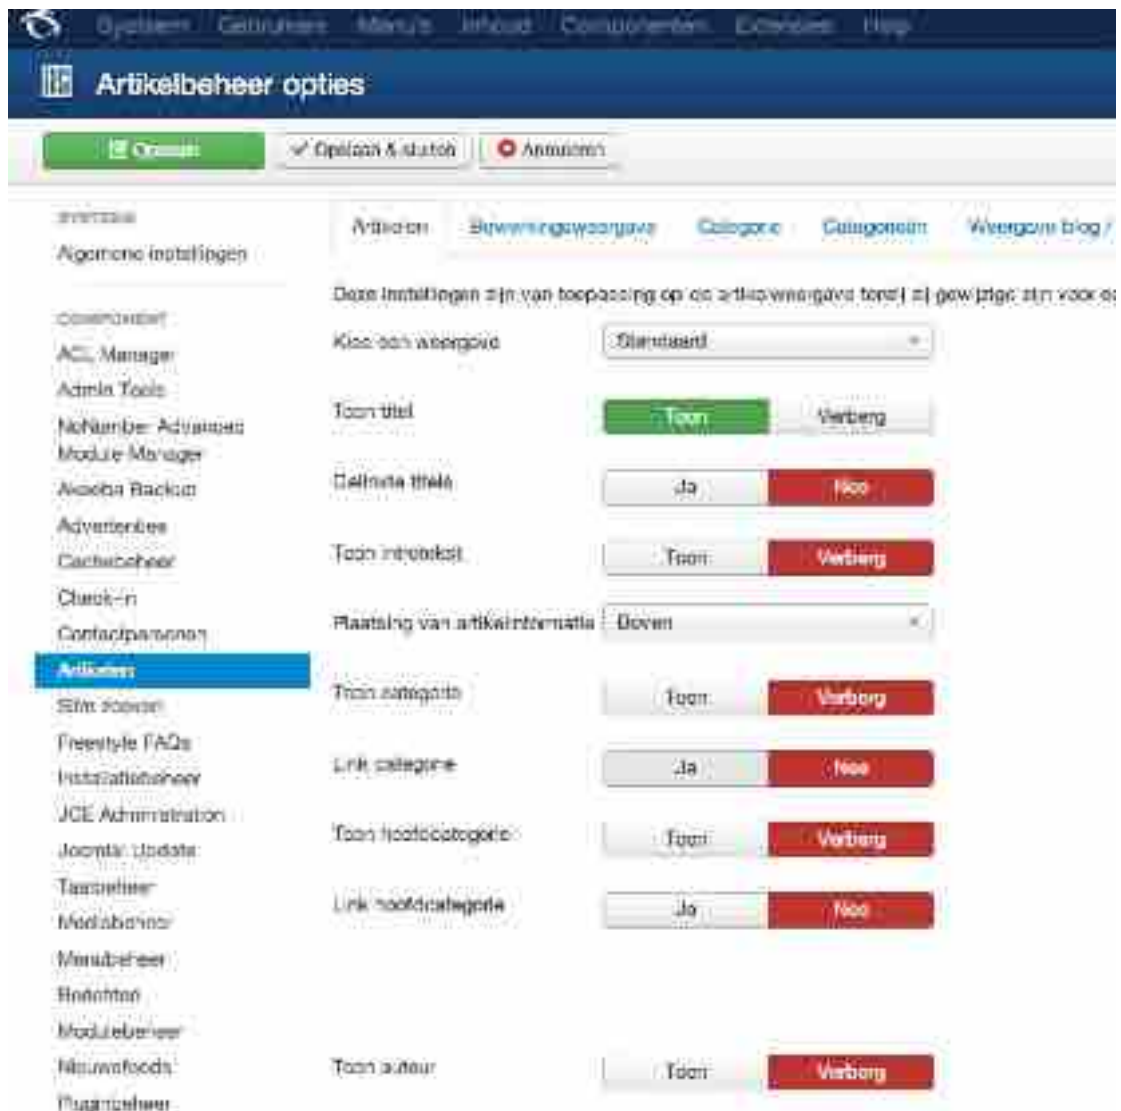 Systeem Gebruikers Menu's Inhoud Componenten Extensies Help
Artikelbeheer opties
Opslaan
Opslaan & sluiten
Annuleren
SYSTEEM
Algemene instellingen
COMPONENT
ACL Manager
Admin Tools
NoNumber Advanced
Module Manager
Akeeba Backup
Advertenties
Cachebeheer
Check-in
Contactpersonen
Artikelen
Slim zoeken
Freestyle FAQs
Installatiebeheer
JCE Administration
Joomla! Update
Taalbeheer
Mediabeheer
Menubeheer
Berichten
Modulebeheer
Nieuwsfeeds
Pluginbeheer
Artikelen Bewerkingsweergave Categorie Categorieën Weergave blog /
Deze instellingen zijn van toepassing op de artikelweergave tenzij zij gewijzigd zijn voor
Kies een weergave Standaard
Toon titel Toon Verberg
Gelinkte titels Ja Nee
Toon introtekst Toon Verberg
Plaatsing van artikelinformatie Boven
Toon categorie Toon Verberg
Link categorie Ja Nee
Toon hoofdcategorie Toon Verberg
Link hoofdcategorie Ja Nee
Toon auteur Toon Verberg